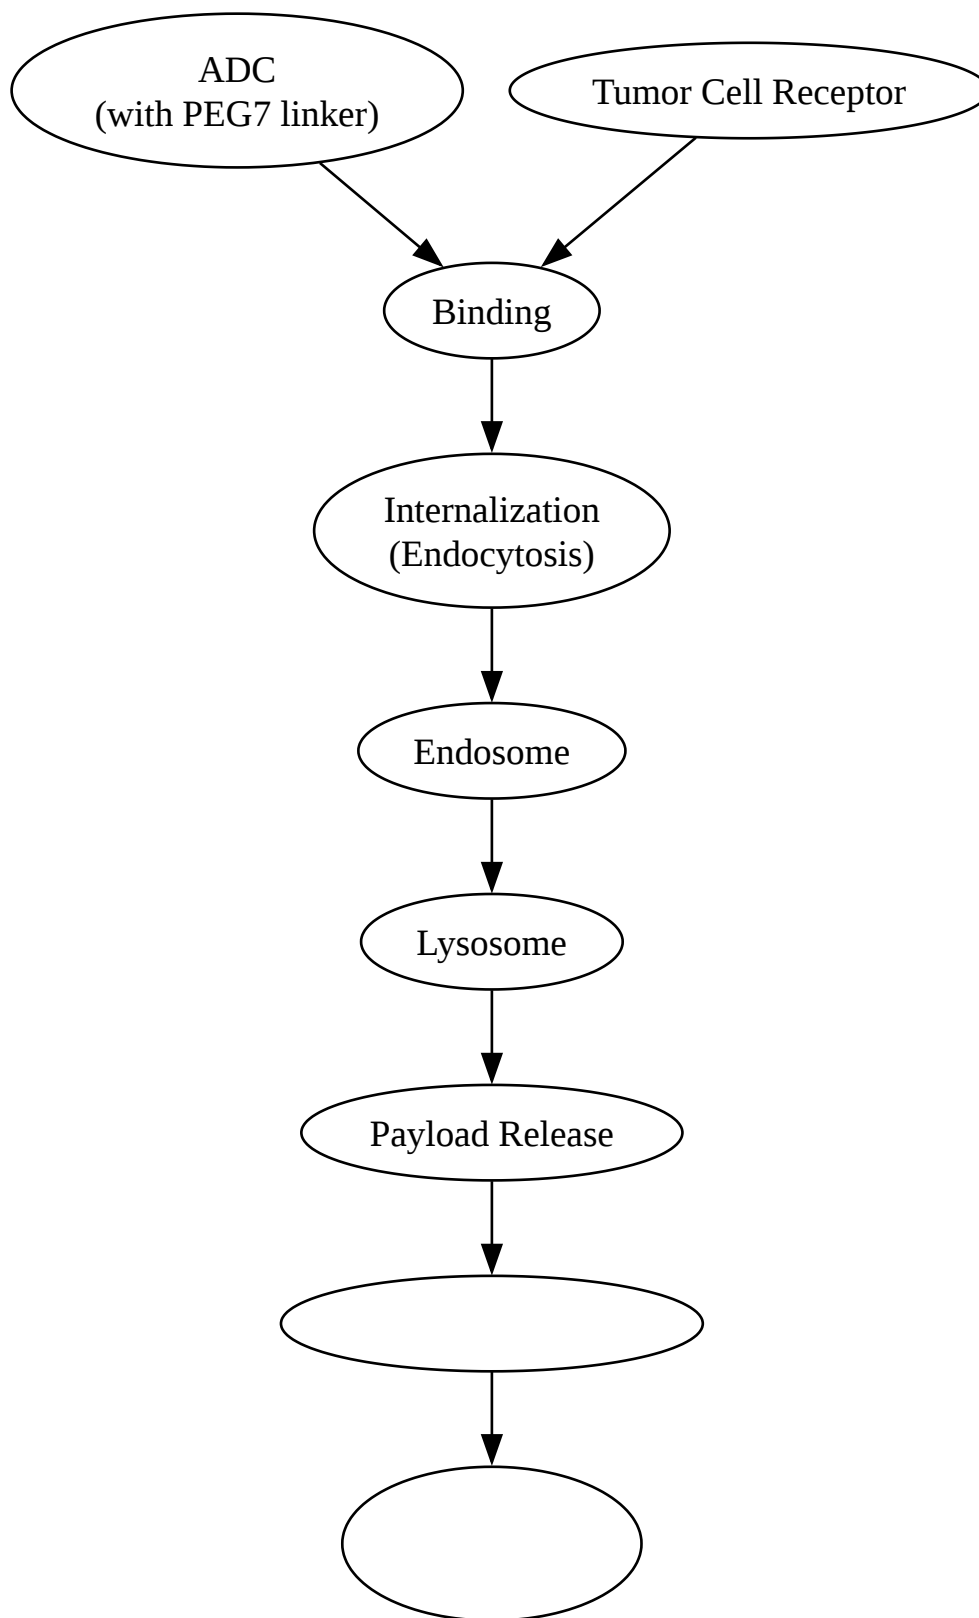 ADC
(with PEG7 linker)
Tumor Cell Receptor
Binding
Internalization
(Endocytosis)
Endosome
Lysosome
Payload Release